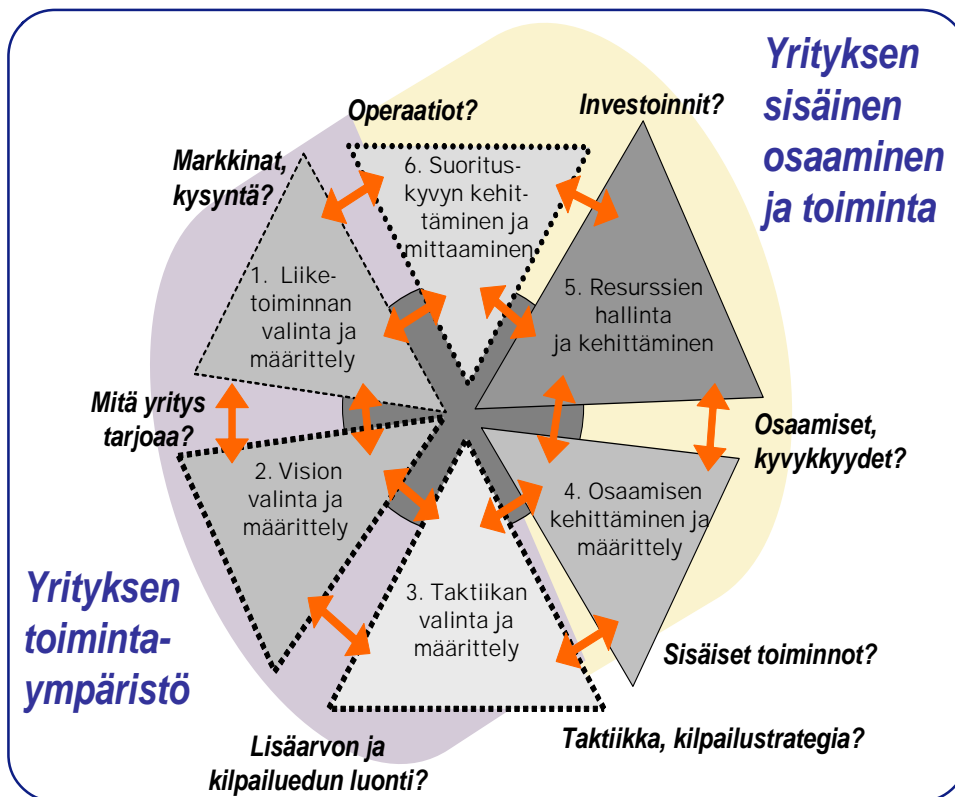 Yrityksen
sisäinen
osaaminen
ja toiminta
Operaatiot?
Investoinnit?
Markkinat,
kysyntä?
6. Suoritus-
kyvyn kehit-
täminen ja
mittaaminen
1. Liike-
toiminnan
valinta ja
määrittely
5. Resurssien
hallinta
ja kehittäminen
Mitä yritys
tarjoaa?
Osaamiset,
kyvykkyydet?
2. Vision
valinta ja
määrittely
4. Osaamisen
kehittäminen ja
määrittely
3. Taktiikan
valinta ja
määrittely
Yrityksen
toiminta-
ympäristö
Sisäiset toiminnot?
Lisäarvon ja
kilpailuedun luonti?
Taktiikka, kilpailustrategia?